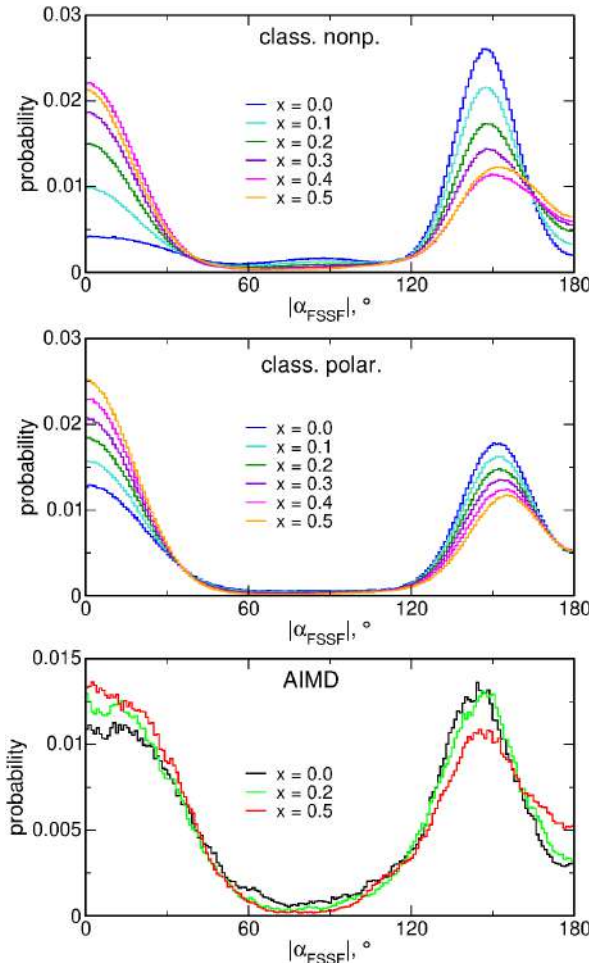 class. nonp.
0.03
0.02
0.01
0
probability
x = 0.0
x = 0.1
x = 0.2
x = 0.3
x = 0.4
x = 0.5
0 60 120 180
|α_FSSF|, °
class. polar.
0.03
0.02
0.01
0
probability
x = 0.0
x = 0.1
x = 0.2
x = 0.3
x = 0.4
x = 0.5
0 60 120 180
|α_FSSF|, °
AIMD
0.015
0.01
0.005
0
probability
x = 0.0
x = 0.2
x = 0.5
0 60 120 180
|α_FSSF|, °